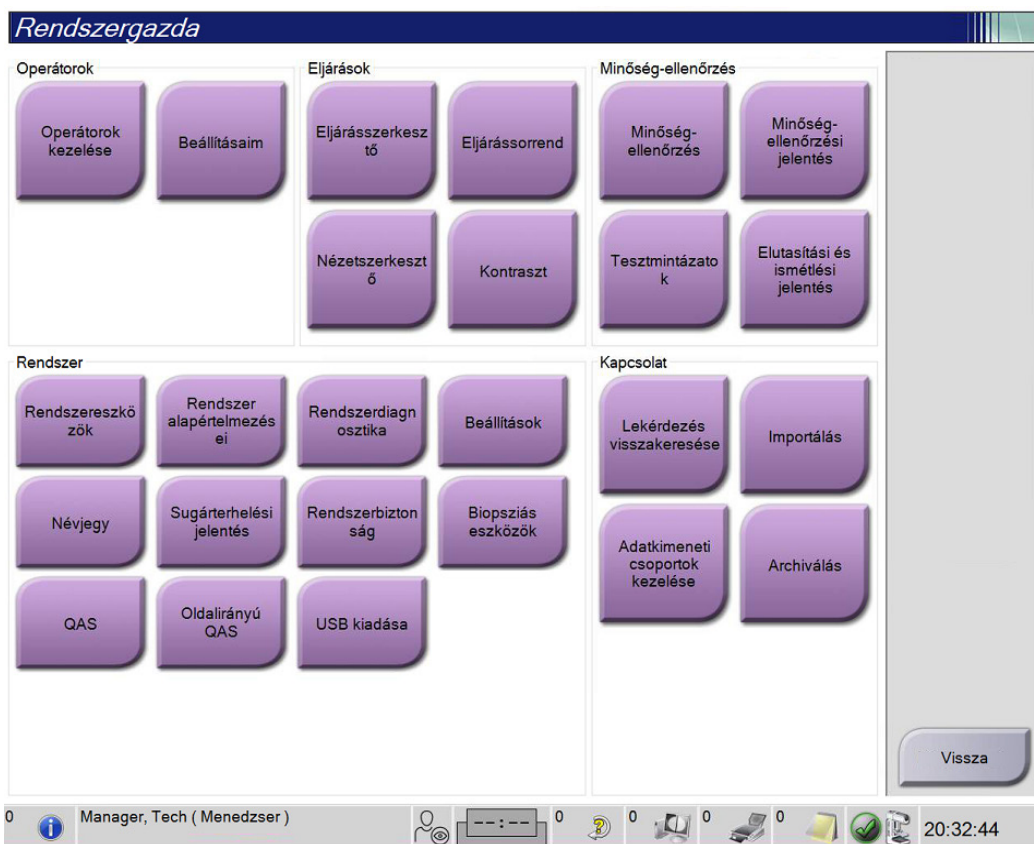 Rendszergazda
Operátorok
Operátorok
kezelése
Beállításaim
Eljárások
Eljárásszerkesz
tő
Eljárássorrend
Nézetszerkeszt
ő
Kontraszt
Minőség-ellenőrzés
Minőség-
ellenőrzés
Minőség-
ellenőrzési
jelentés
Tesztmintázato
k
Elutasítási és
ismétlési
jelentés
Rendszer
Rendszereszkö
zök
Rendszer
alapértelmezés
ei
Rendszerdiagn
osztika
Beállítások
Névjegy
Sugárterhelési
jelentés
Rendszerbizton
ság
Biopsziás
eszközök
QAS
Oldalirányú
QAS
USB kiadása
Kapcsolat
Lekérdezés
visszakeresése
Importálás
Adatkimeneti
csoportok
kezelése
Archiválás
Vissza
0 Manager, Tech ( Menedzser ) --:-- 0 0 0 0 20:32:44